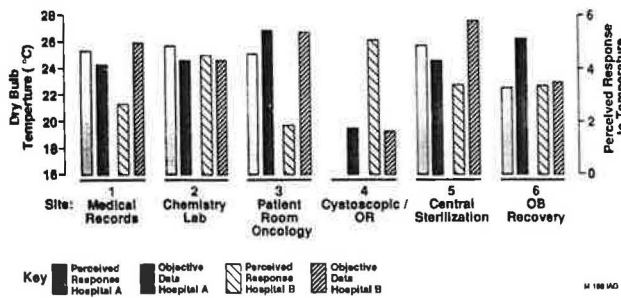 28
26
24
22
20
18
16
Dry Bulb
Temperture (°C)
6
4
2
0
Perceived Response
to Temperature
Site:
1
Medical
Records
2
Chemistry
Lab
3
Patient
Room
Oncology
4
Cystoscopic /
OR
5
Central
Sterilization
6
OB
Recovery
Key
Perceived
Response
Hospital A
Objective
Data
Hospital A
Perceived
Response
Hospital B
Objective
Data
Hospital B